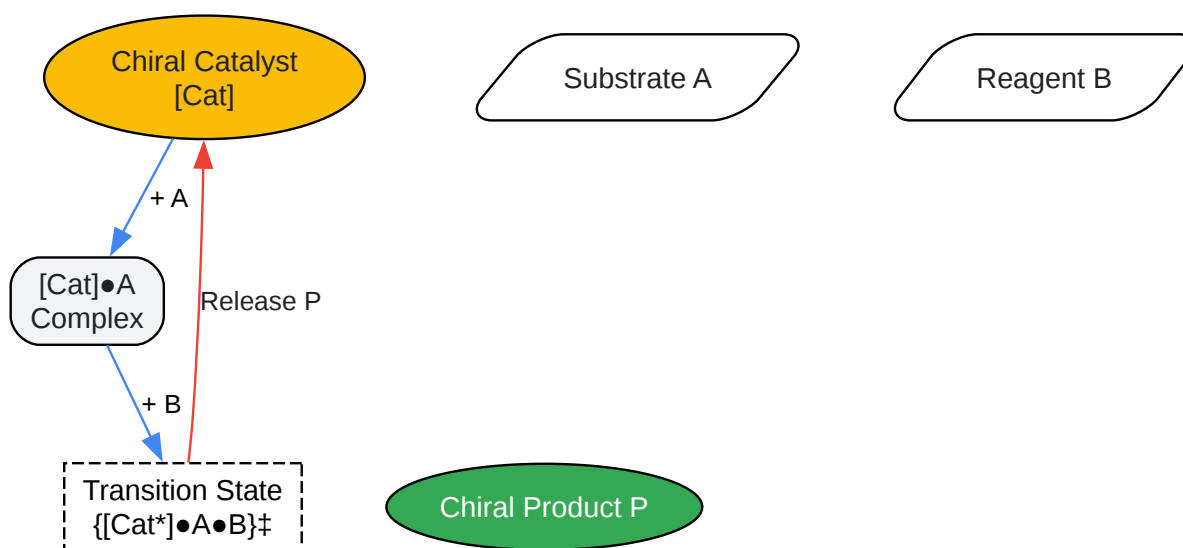 Chiral Catalyst
[Cat]
Substrate A
Reagent B
+ A
[Cat]●A
Complex
Release P
+ B
Transition State
{[Cat*]●A●B}‡
Chiral Product P